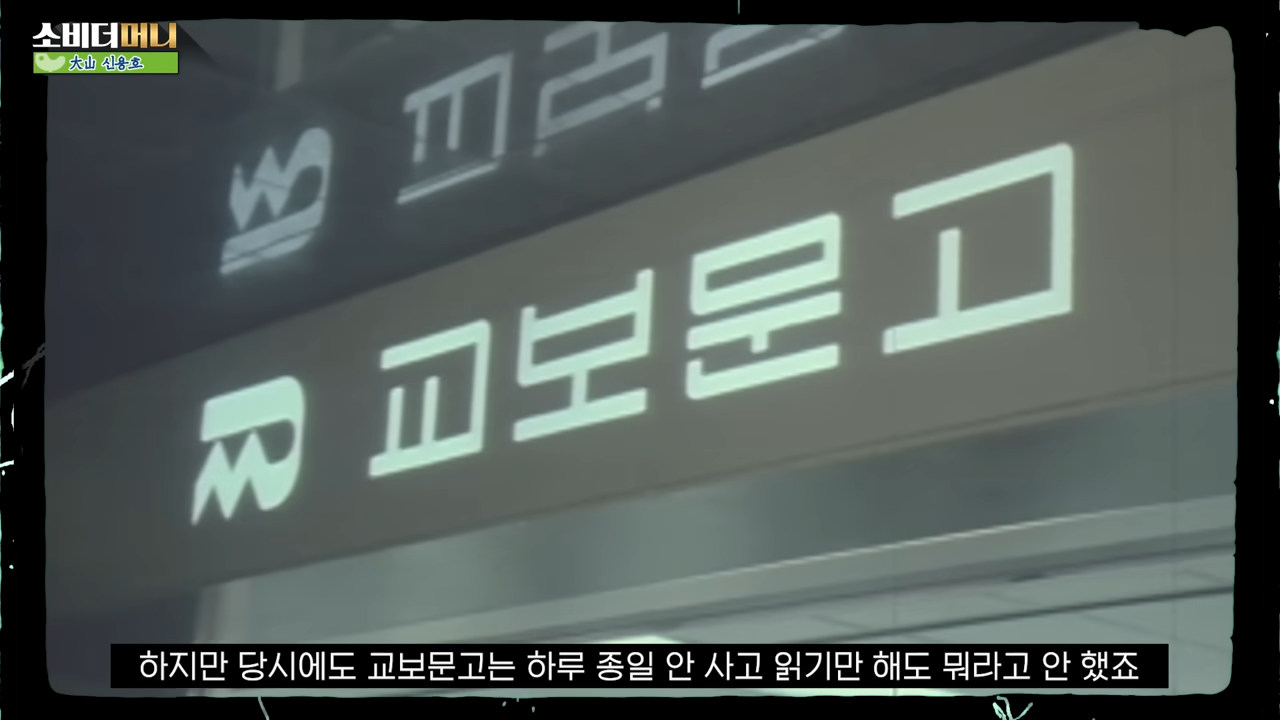 소비더머니
大山 신용호
교보문고
하지만 당시에도 교보문고는 하루 종일 안 사고 읽기만 해도 뭐라고 안 했죠